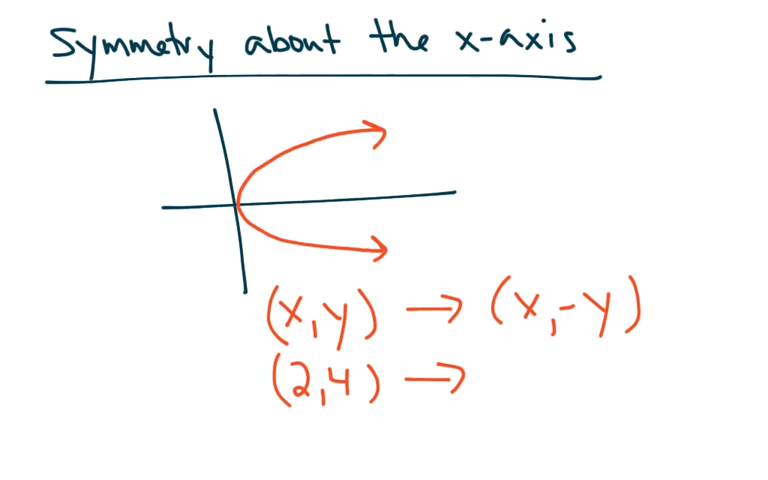 Symmetry about the x-axis
(x,y) → (x,-y)
(2,4) →